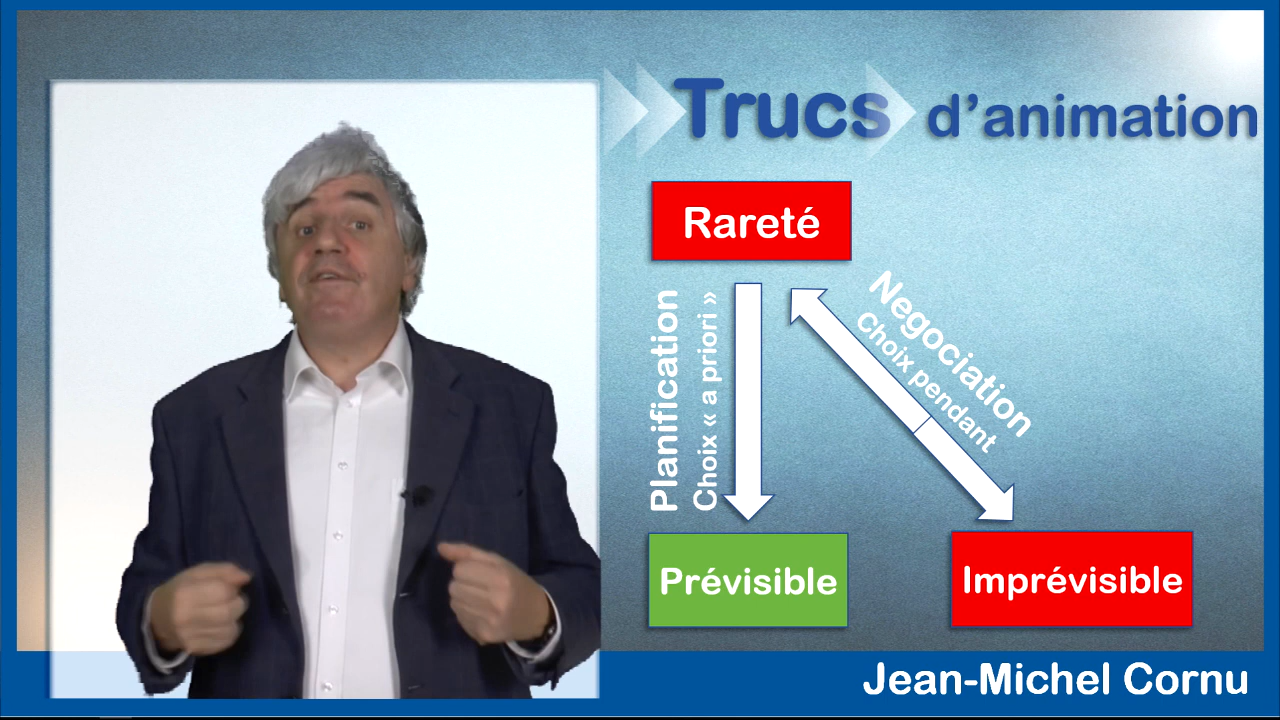 Trucs d'animation
Rareté
Planification
Choix « a priori »
Negociation
Choix pendant
Prévisible
Imprévisible
Jean-Michel Cornu